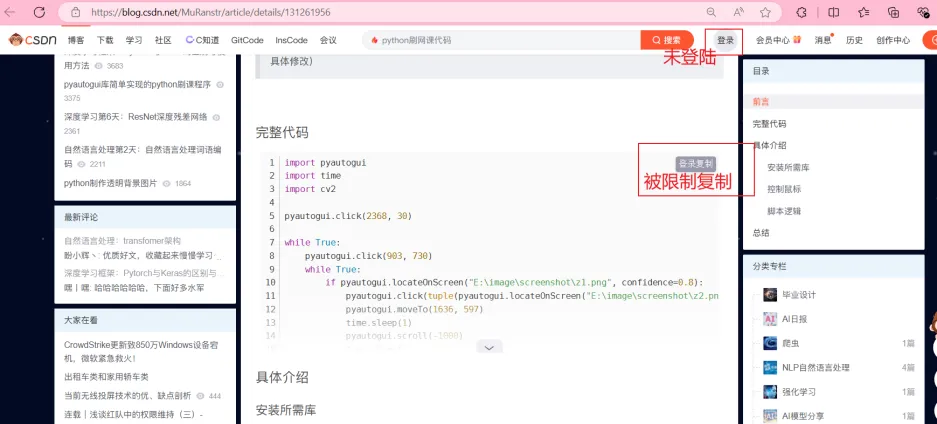 https://blog.csdn.net/MuRanstr/article/details/131261956
CSDN 博客 下载 学习 社区 C知道 GitCode InsCode 会议 python刷网课代码 搜索 登录 会员中心 消息 历史 创作中心
未登陆
用方法 3683
pyautogui库简单实现的python刷课程序
3375
深度学习第6天：ResNet深度残差网络
2361
自然语言处理第2天：自然语言处理词语编
码 2211
python制作透明背景图片 1864
最新评论
自然语言处理：transfomer架构
盼小辉丶: 优质文，收藏起来慢慢学习 ·...
深度学习框架：Pytorch与Keras的区别与...
嘿丨嘿: 哈哈哈哈哈哈，下面好多水军
大家在看
CrowdStrike更新致850万Windows设备宕
机，微软紧急救火！
出租车类和家用轿车类
当前无线投屏技术的优、缺点剖析 444
连载 | 浅谈红队中的权限维持（三）-
具体修改)
完整代码
登录复制
被限制复制
1 import pyautogui
2 import time
3 import cv2
4
5 pyautogui.click(2368, 30)
6
7 while True:
8 pyautogui.click(903, 730)
9 while True:
10 if pyautogui.locateOnScreen("E:\image\screenshot\z1.png", confidence=0.8):
11 pyautogui.click(tuple(pyautogui.locateOnScreen("E:\image\screenshot\z2.pn
12 pyautogui.moveTo(1636, 597)
13 time.sleep(1)
14 pyautogui.scroll(-1000)
具体介绍
安装所需库
目录
前言
完整代码
具体介绍
安装所需库
控制鼠标
脚本逻辑
总结
分类专栏
毕业设计
AI日报
爬虫 1篇
NLP自然语言处理 4篇
强化学习 1篇
AI模型分享 1篇